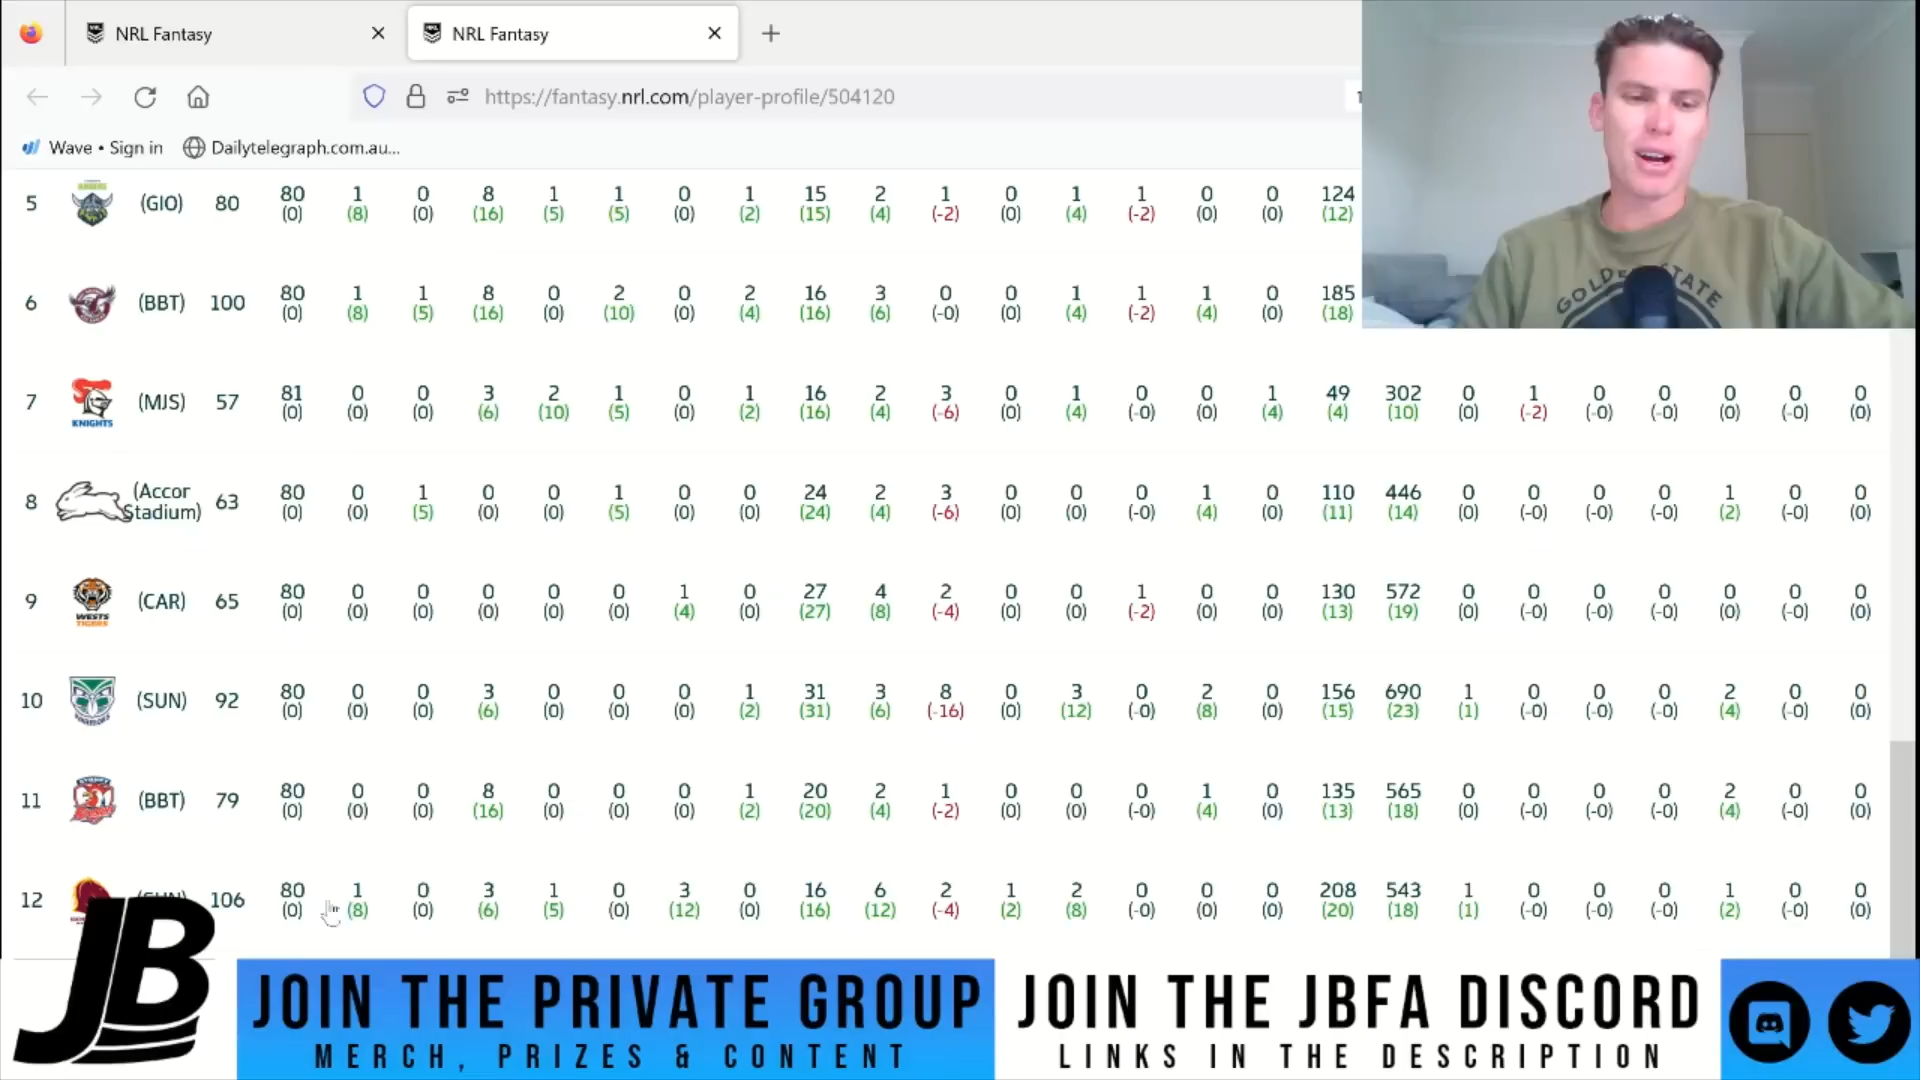 NRL Fantasy
NRL Fantasy
https://fantasy.nrl.com/player-profile/504120
Wave • Sign in
Dailytelegraph.com.au...
GOLDEN STATE
5 (GIO) 80 80 1 0 8 1 1 0 1 15 2 1 0 1 1 0 0 124
(0) (8) (0) (16) (5) (5) (0) (2) (15) (4) (-2) (0) (4) (-2) (0) (0) (12)
6 (BBT) 100 80 1 1 8 0 2 0 2 16 3 0 0 1 1 1 0 185
(0) (8) (5) (16) (0) (10) (0) (4) (16) (6) (-0) (0) (4) (-2) (4) (0) (18)
KNIGHTS
7 (MJS) 57 81 0 0 3 2 1 0 1 16 2 3 0 1 0 0 1 49 302 0 1 0 0 0 0 0
(0) (0) (0) (6) (10) (5) (0) (2) (16) (4) (-6) (0) (4) (-0) (0) (4) (4) (10) (0) (-2) (-0) (-0) (0) (-0) (0)
8 (Accor Stadium) 63 80 0 1 0 0 1 0 0 24 2 3 0 0 0 1 0 110 446 0 0 0 0 1 0 0
(0) (0) (5) (0) (0) (5) (0) (0) (24) (4) (-6) (0) (0) (-0) (4) (0) (11) (14) (0) (-0) (-0) (-0) (2) (-0) (0)
WESTS TIGERS
9 (CAR) 65 80 0 0 0 0 0 1 0 27 4 2 0 0 1 0 0 130 572 0 0 0 0 0 0 0
(0) (0) (0) (0) (0) (0) (4) (0) (27) (8) (-4) (0) (0) (-2) (0) (0) (13) (19) (0) (-0) (-0) (-0) (0) (-0) (0)
WARRIORS
10 (SUN) 92 80 0 0 3 0 0 0 1 31 3 8 0 3 0 2 0 156 690 1 0 0 0 2 0 0
(0) (0) (0) (6) (0) (0) (0) (2) (31) (6) (-16) (0) (12) (-0) (8) (0) (15) (23) (1) (-0) (-0) (-0) (4) (-0) (0)
11 (BBT) 79 80 0 0 8 0 0 0 1 20 2 1 0 0 0 1 0 135 565 0 0 0 0 2 0 0
(0) (0) (0) (16) (0) (0) (0) (2) (20) (4) (-2) (0) (0) (-0) (4) (0) (13) (18) (0) (-0) (-0) (-0) (4) (-0) (0)
12 (SUN) 106 80 1 0 3 1 0 3 0 16 6 2 1 2 0 0 0 208 543 1 0 0 0 1 0 0
(0) (8) (0) (6) (5) (0) (12) (0) (16) (12) (-4) (2) (8) (-0) (0) (0) (20) (18) (1) (-0) (-0) (-0) (2) (-0) (0)
JB
JOIN THE PRIVATE GROUP
MERCH, PRIZES & CONTENT
JOIN THE JBFA DISCORD
LINKS IN THE DESCRIPTION